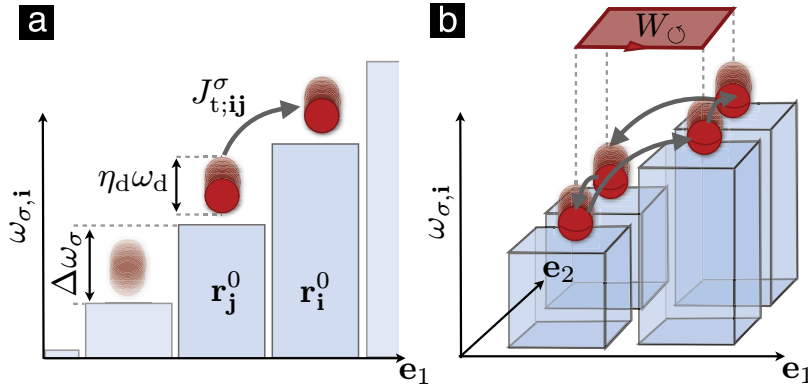 a
J^σ_{t;ij}
η_d ω_d
ω_{σ,i}
Δω_σ
r^0_j
r^0_i
e_1
b
W_↺
ω_{σ,i}
e_2
e_1